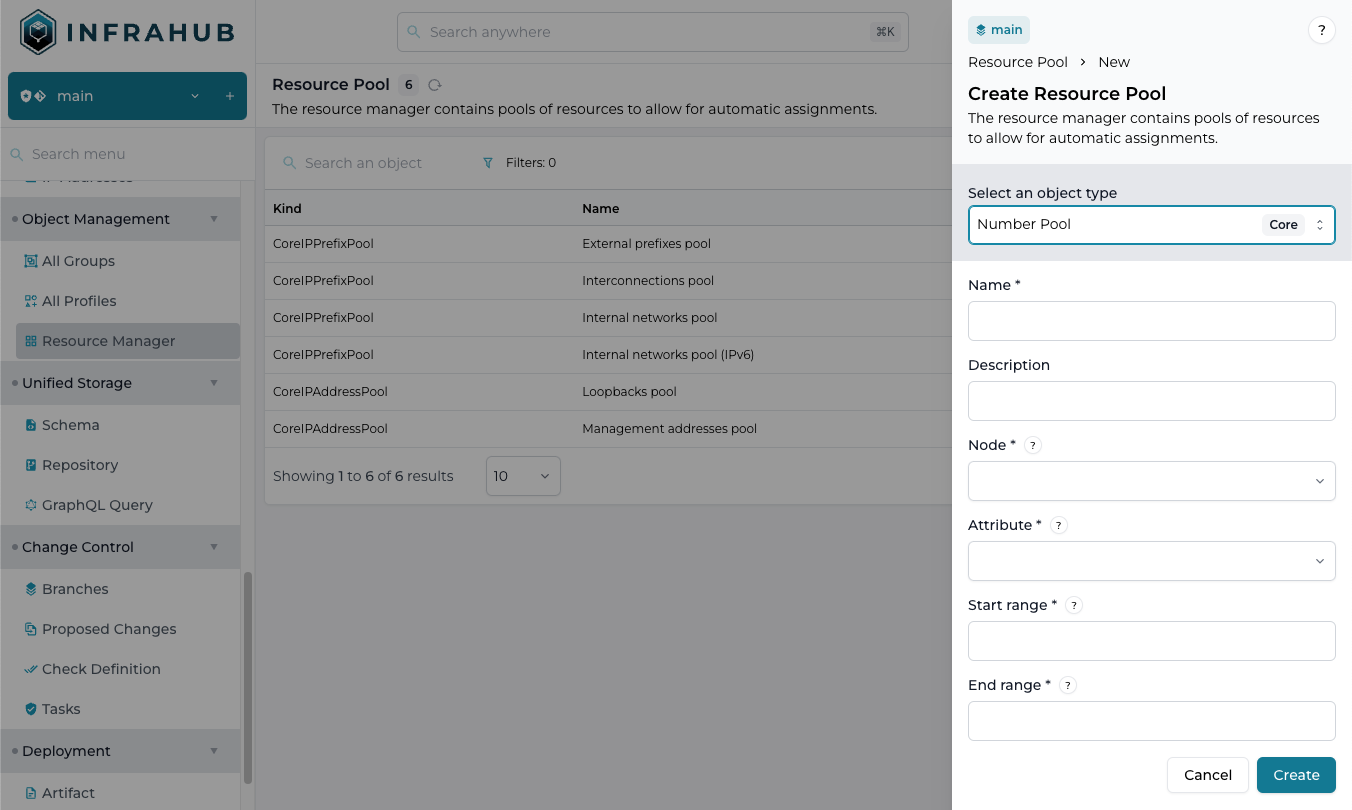 INFRAHUB
main
Search menu
IP Addresses
Object Management
All Groups
All Profiles
Resource Manager
Unified Storage
Schema
Repository
GraphQL Query
Change Control
Branches
Proposed Changes
Check Definition
Tasks
Deployment
Artifact
Search anywhere ⌘K
Resource Pool 6
The resource manager contains pools of resources to allow for automatic assignments.
Search an object Filters: 0
Kind Name
CoreIPPrefixPool External prefixes pool
CoreIPPrefixPool Interconnections pool
CoreIPPrefixPool Internal networks pool
CoreIPPrefixPool Internal networks pool (IPv6)
CoreIPAddressPool Loopbacks pool
CoreIPAddressPool Management addresses pool
Showing 1 to 6 of 6 results 10
main ?
Resource Pool > New
Create Resource Pool
The resource manager contains pools of resources
to allow for automatic assignments.
Select an object type
Number Pool Core
Name *
Description
Node * ?
Attribute * ?
Start range * ?
End range * ?
Cancel Create